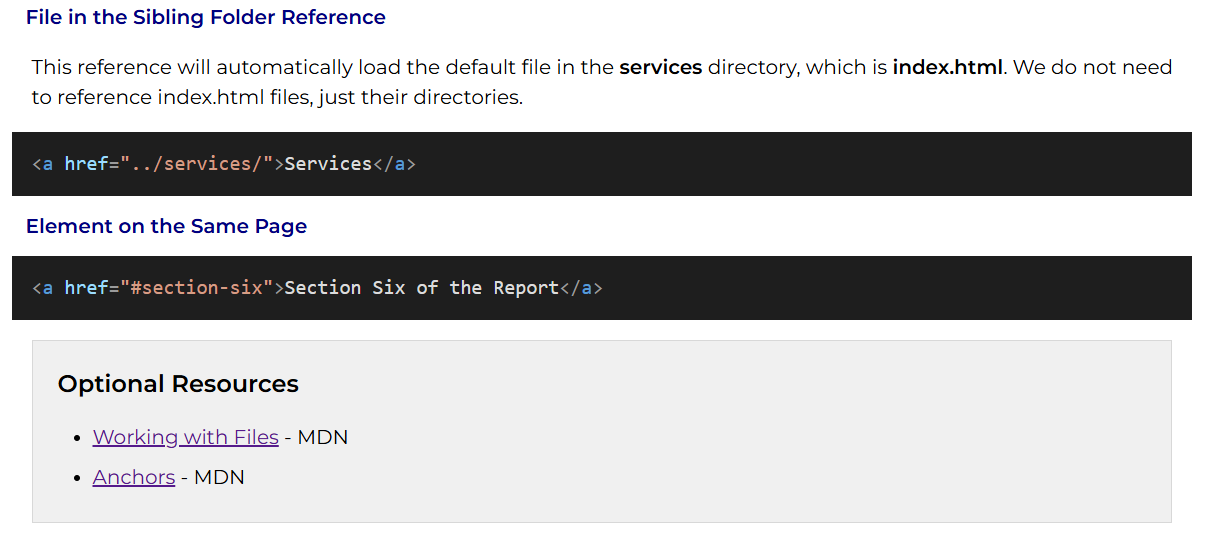 File in the Sibling Folder Reference
This reference will automatically load the default file in the services directory, which is index.html. We do not need
to reference index.html files, just their directories.
<a href="../services/">Services</a>
Element on the Same Page
<a href="#section-six">Section Six of the Report</a>
Optional Resources
• Working with Files - MDN
• Anchors - MDN